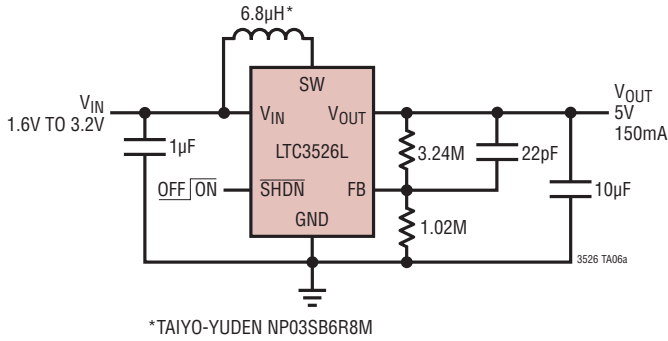 6.8µH*
SW
V_IN
1.6V TO 3.2V
V_IN
V_OUT
V_OUT
5V
150mA
1µF
LTC3526L
3.24M
22pF
OFF ON
SHDN
FB
10µF
GND
1.02M
3526 TA06a
*TAIYO-YUDEN NP03SB6R8M